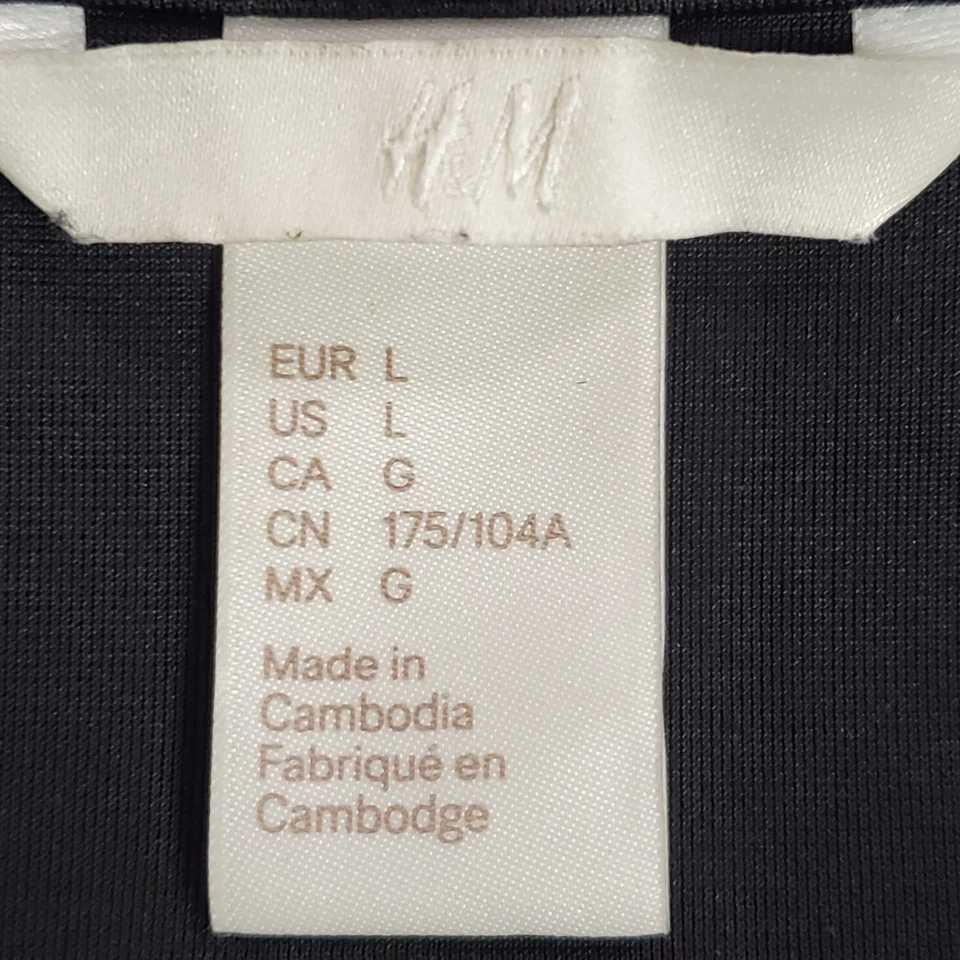 H&M
EUR L
US L
CA G
CN 175/104A
MX G
Made in
Cambodia
Fabriqué en
Cambodge